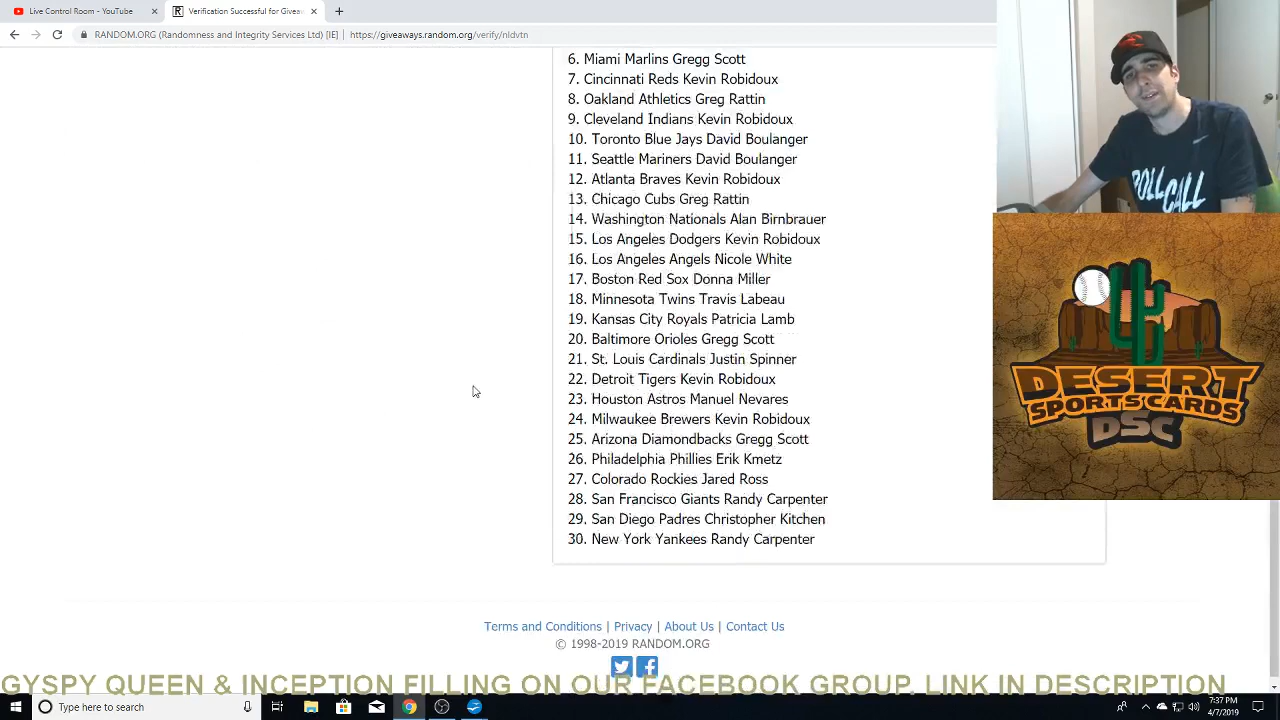 Live Control Room - YouTube
Verification Successful for Givea
RANDOM.ORG (Randomness and Integrity Services Ltd) [IE] | https://giveaways.random.org/verify/nldvtn
6. Miami Marlins Gregg Scott
7. Cincinnati Reds Kevin Robidoux
8. Oakland Athletics Greg Rattin
9. Cleveland Indians Kevin Robidoux
10. Toronto Blue Jays David Boulanger
11. Seattle Mariners David Boulanger
12. Atlanta Braves Kevin Robidoux
13. Chicago Cubs Greg Rattin
14. Washington Nationals Alan Birnbrauer
15. Los Angeles Dodgers Kevin Robidoux
16. Los Angeles Angels Nicole White
17. Boston Red Sox Donna Miller
18. Minnesota Twins Travis Labeau
19. Kansas City Royals Patricia Lamb
20. Baltimore Orioles Gregg Scott
21. St. Louis Cardinals Justin Spinner
22. Detroit Tigers Kevin Robidoux
23. Houston Astros Manuel Nevares
24. Milwaukee Brewers Kevin Robidoux
25. Arizona Diamondbacks Gregg Scott
26. Philadelphia Phillies Erik Kmetz
27. Colorado Rockies Jared Ross
28. San Francisco Giants Randy Carpenter
29. San Diego Padres Christopher Kitchen
30. New York Yankees Randy Carpenter
ROLL
CALL
DESERT
SPORTS CARDS
DSC
Terms and Conditions | Privacy | About Us | Contact Us
© 1998-2019 RANDOM.ORG
GYSPY QUEEN & INCEPTION FILLING ON OUR FACEBOOK GROUP. LINK IN DESCRIPTION
Type here to search
7:37 PM
4/7/2019